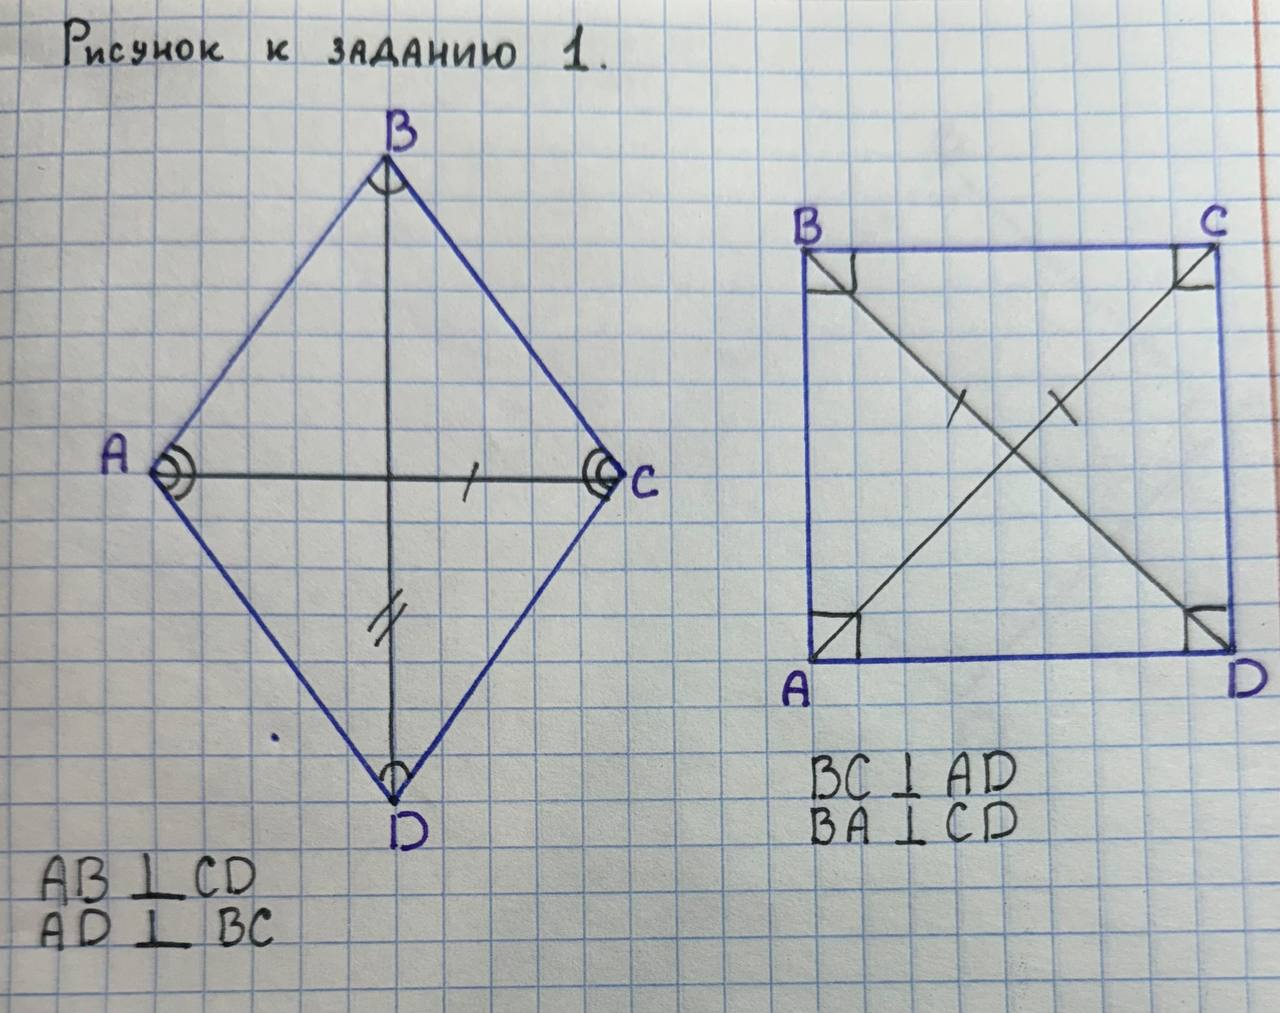 Рисунок к заданию 1.
B
A
C
D
AB ⊥ CD
AD ⊥ BC
B
C
A
D
BC ⊥ AD
BA ⊥ CD